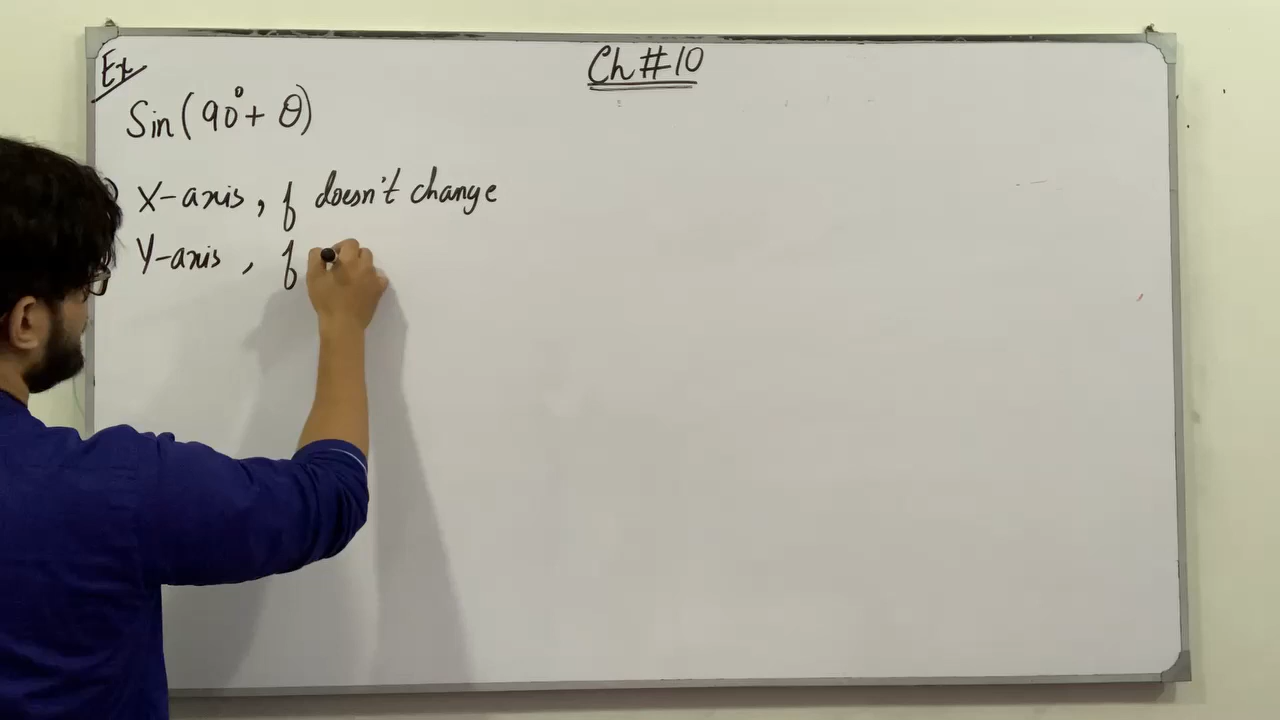 Ch #10
Ex
Sin(90° + θ)
X-axis, f doesn't change
Y-axis, f